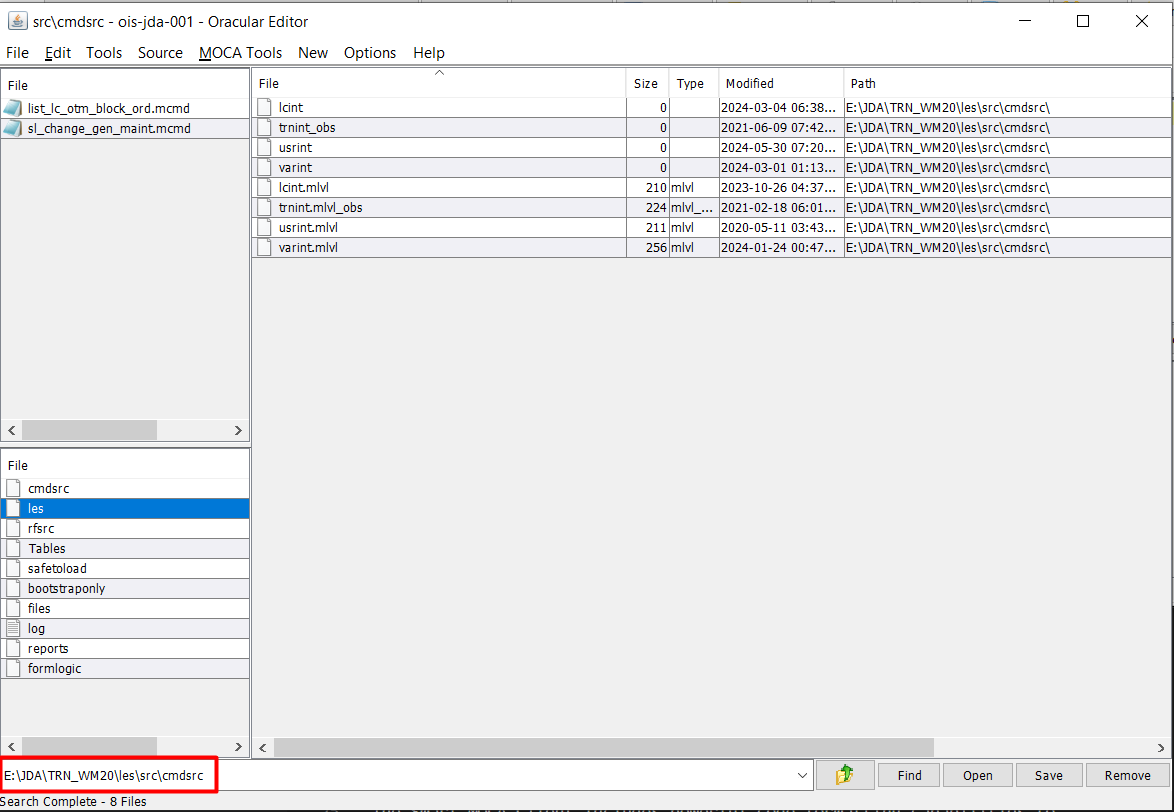 src\cmdsrc - ois-jda-001 - Oracular Editor
File Edit Tools Source MOCA Tools New Options Help
File
list_lc_otm_block_ord.mcmd
sl_change_gen_maint.mcmd
File Size Type Modified Path
lcint 0 2024-03-04 06:38... E:\JDA\TRN_WM20\les\src\cmdsrc\
trnint_obs 0 2021-06-09 07:42... E:\JDA\TRN_WM20\les\src\cmdsrc\
usrint 0 2024-05-30 07:20... E:\JDA\TRN_WM20\les\src\cmdsrc\
varint 0 2024-03-01 01:13... E:\JDA\TRN_WM20\les\src\cmdsrc\
lcint.mlvl 210 mlvl 2023-10-26 04:37... E:\JDA\TRN_WM20\les\src\cmdsrc\
trnint.mlvl_obs 224 mlvl_... 2021-02-18 06:01... E:\JDA\TRN_WM20\les\src\cmdsrc\
usrint.mlvl 211 mlvl 2020-05-11 03:43... E:\JDA\TRN_WM20\les\src\cmdsrc\
varint.mlvl 256 mlvl 2024-01-24 00:47... E:\JDA\TRN_WM20\les\src\cmdsrc\
File
cmdsrc
les
rfsrc
Tables
safetoload
bootstraponly
files
log
reports
formlogic
E:\JDA\TRN_WM20\les\src\cmdsrc
Find Open Save Remove
Search Complete - 8 Files